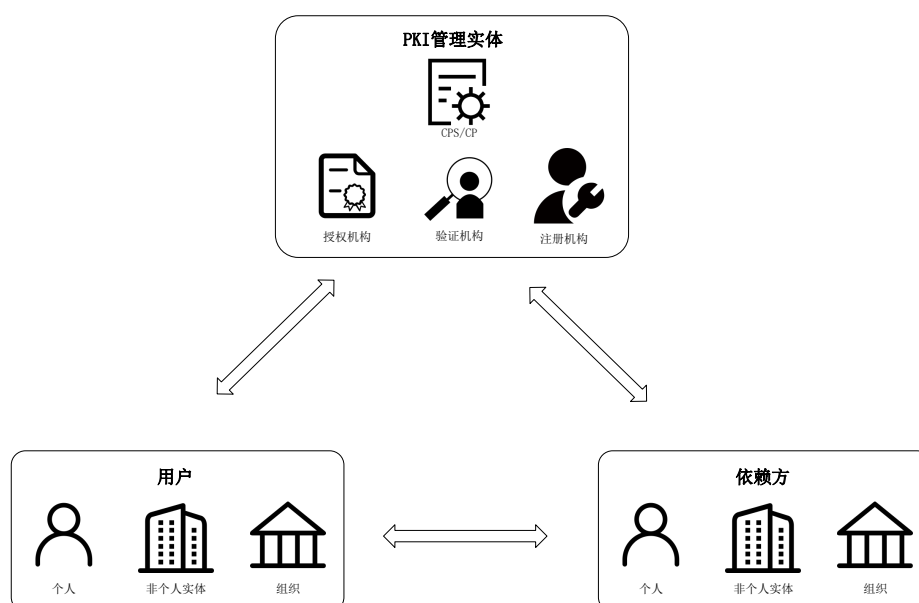 PKI管理实体
CPS/CP
授权机构
验证机构
注册机构
用户
个人
非个人实体
组织
依赖方
个人
非个人实体
组织